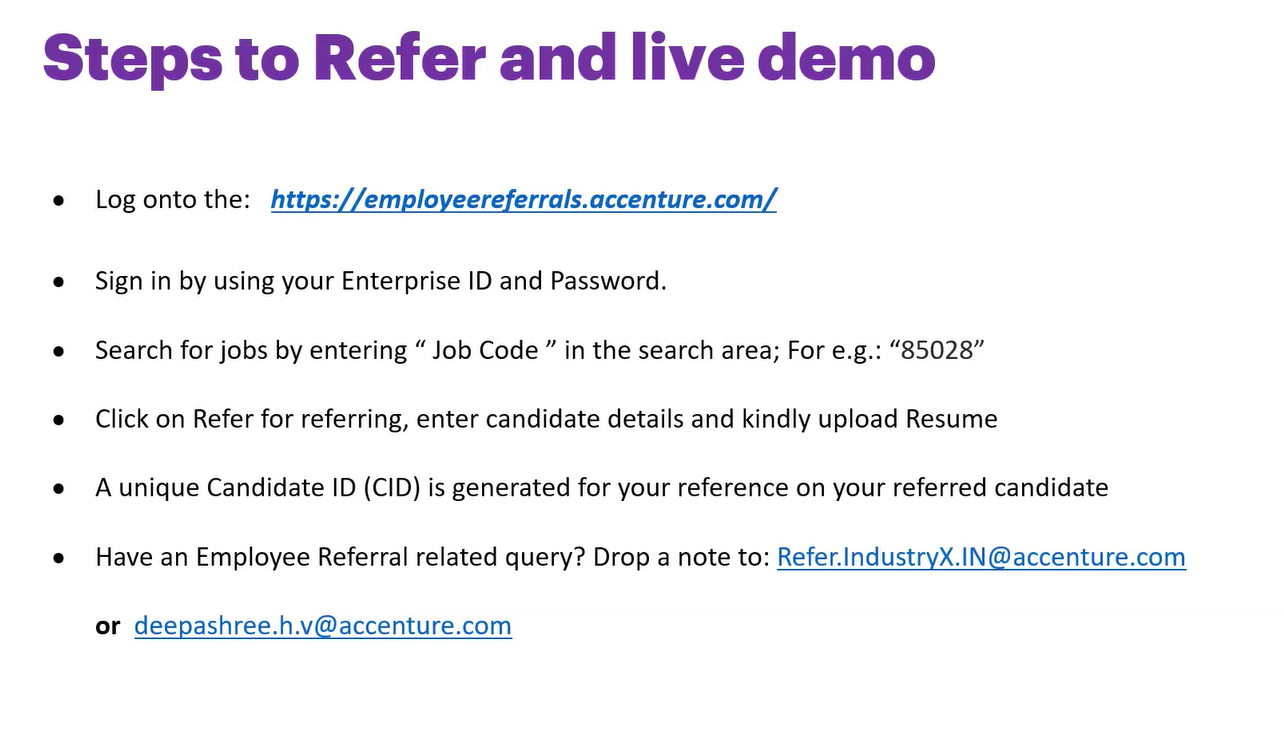 Steps to Refer and live demo
• Log onto the: https://employeereferrals.accenture.com/
• Sign in by using your Enterprise ID and Password.
• Search for jobs by entering “ Job Code ” in the search area; For e.g.: “85028”
• Click on Refer for referring, enter candidate details and kindly upload Resume
• A unique Candidate ID (CID) is generated for your reference on your referred candidate
• Have an Employee Referral related query? Drop a note to: Refer.IndustryX.IN@accenture.com
or deepashree.h.v@accenture.com